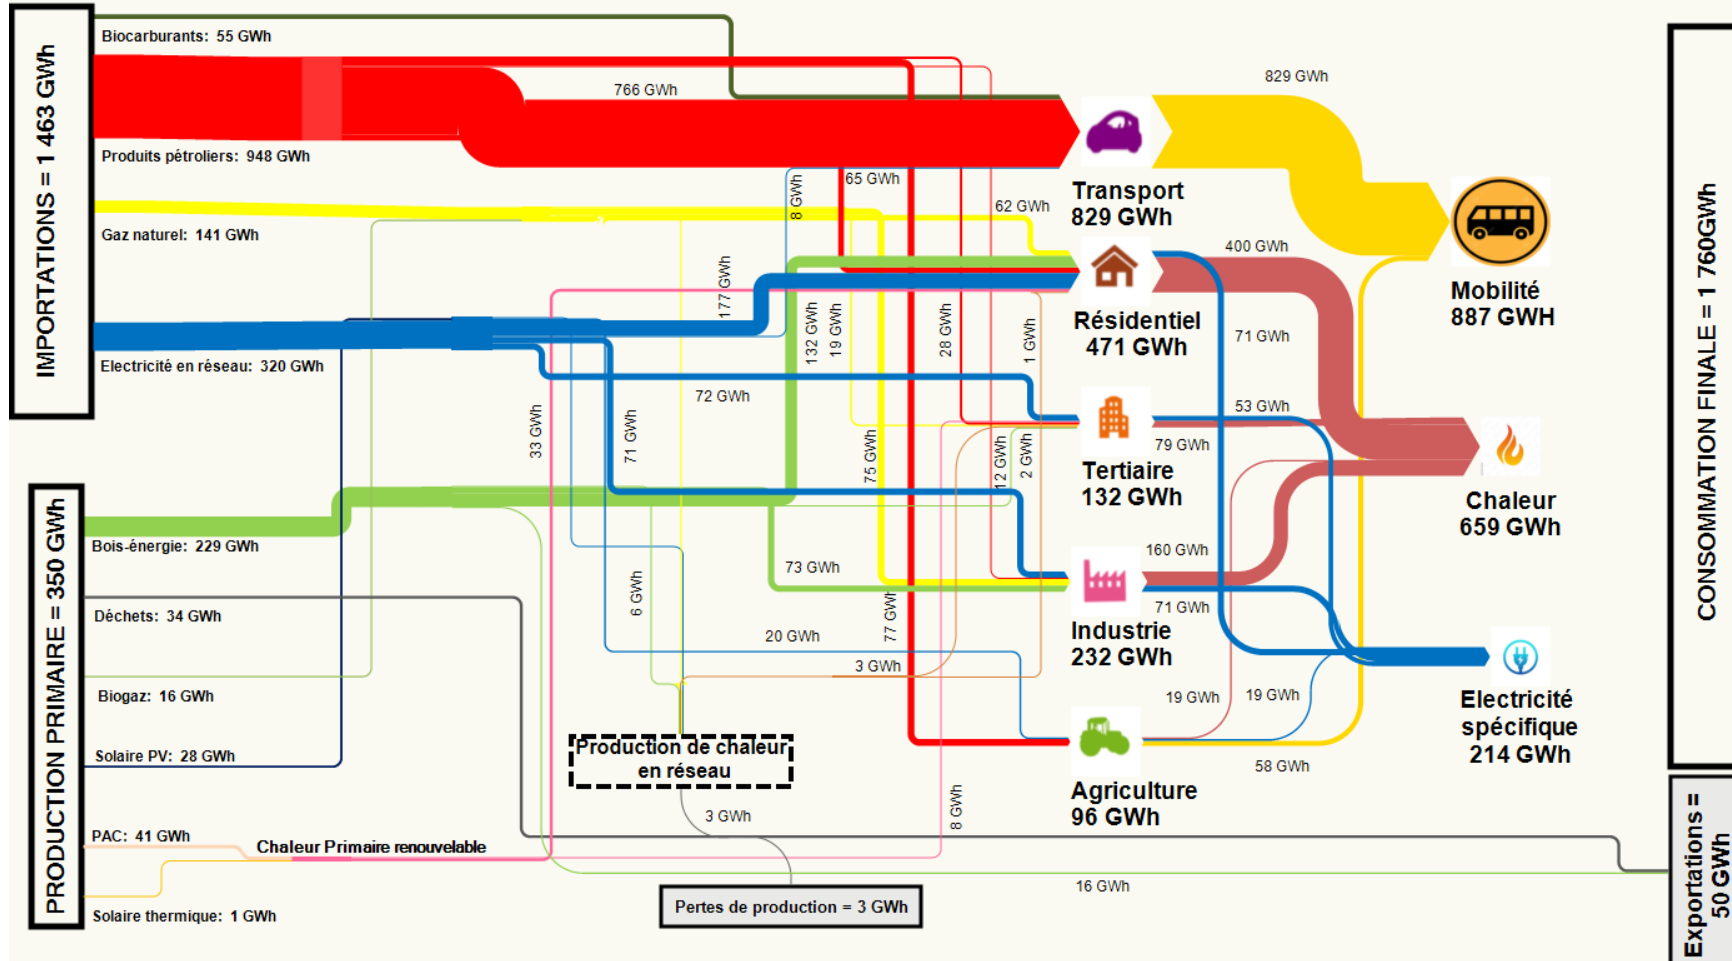 IMPORTATIONS = 1 463 GWh
Biocarburants: 55 GWh
Produits pétroliers: 948 GWh
Gaz naturel: 141 GWh
Electricité en réseau: 320 GWh
PRODUCTION PRIMAIRE = 350 GWh
Bois-énergie: 229 GWh
Déchets: 34 GWh
Biogaz: 16 GWh
Solaire PV: 28 GWh
PAC: 41 GWh
Chaleur Primaire renouvelable
Solaire thermique: 1 GWh
766 GWh
8 GWh
65 GWh
62 GWh
177 GWh
132 GWh
19 GWh
28 GWh
1 GWh
72 GWh
33 GWh
71 GWh
75 GWh
12 GWh
2 GWh
73 GWh
6 GWh
20 GWh
77 GWh
3 GWh
Production de chaleur
en réseau
3 GWh
8 GWh
Pertes de production = 3 GWh
16 GWh
Transport
829 GWh
Résidentiel
471 GWh
Tertiaire
132 GWh
Industrie
232 GWh
Agriculture
96 GWh
829 GWh
400 GWh
71 GWh
53 GWh
79 GWh
160 GWh
71 GWh
19 GWh
19 GWh
58 GWh
Mobilité
887 GWH
Chaleur
659 GWh
Electricité
spécifique
214 GWh
CONSOMMATION FINALE = 1 760GWh
Exportations =
50 GWh